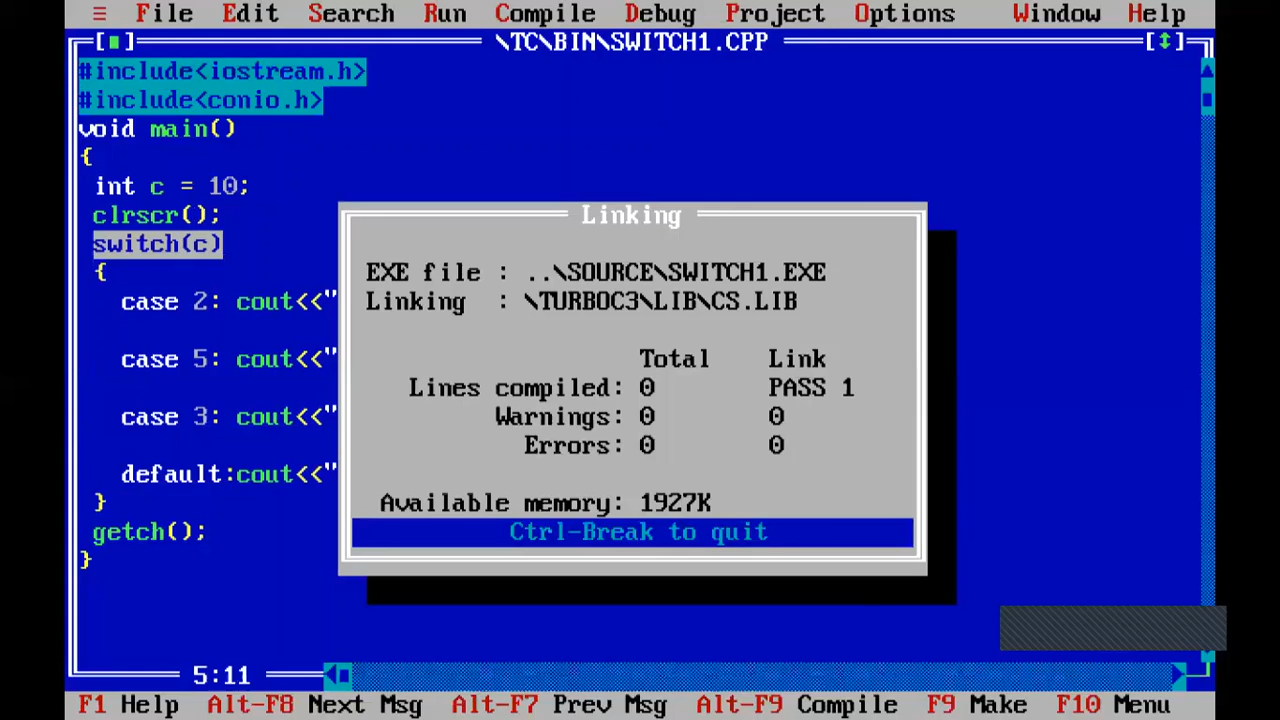 ≡ File Edit Search Run Compile Debug Project Options Window Help
[■] \TC\BIN\SWITCH1.CPP [↕]
#include<iostream.h>
#include<conio.h>
void main()
{
int c = 10;
clrscr();
switch(c)
{
case 2: cout<<"
case 5: cout<<"
case 3: cout<<"
default:cout<<"
}
getch();
}
Linking
EXE file : ..\SOURCE\SWITCH1.EXE
Linking : \TURBOC3\LIB\CS.LIB
Total Link
Lines compiled: 0 PASS 1
Warnings: 0 0
Errors: 0 0
Available memory: 1927K
Ctrl-Break to quit
5:11
F1 Help Alt-F8 Next Msg Alt-F7 Prev Msg Alt-F9 Compile F9 Make F10 Menu